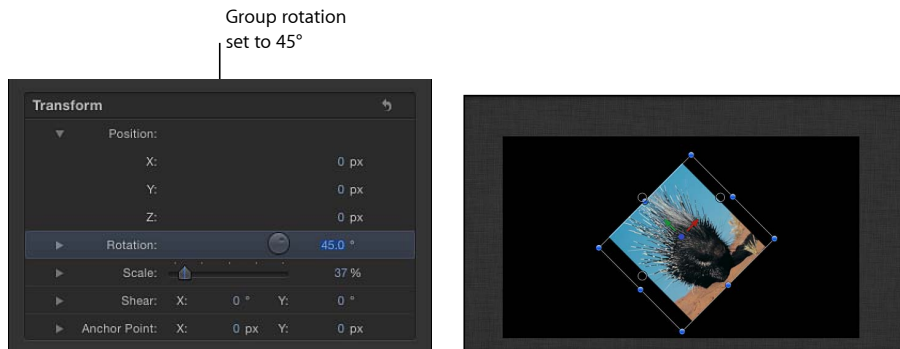 Group rotation
set to 45°
Transform
Position:
X: 0 px
Y: 0 px
Z: 0 px
Rotation: 45.0 °
Scale: 37 %
Shear: X: 0 ° Y: 0 °
Anchor Point: X: 0 px Y: 0 px